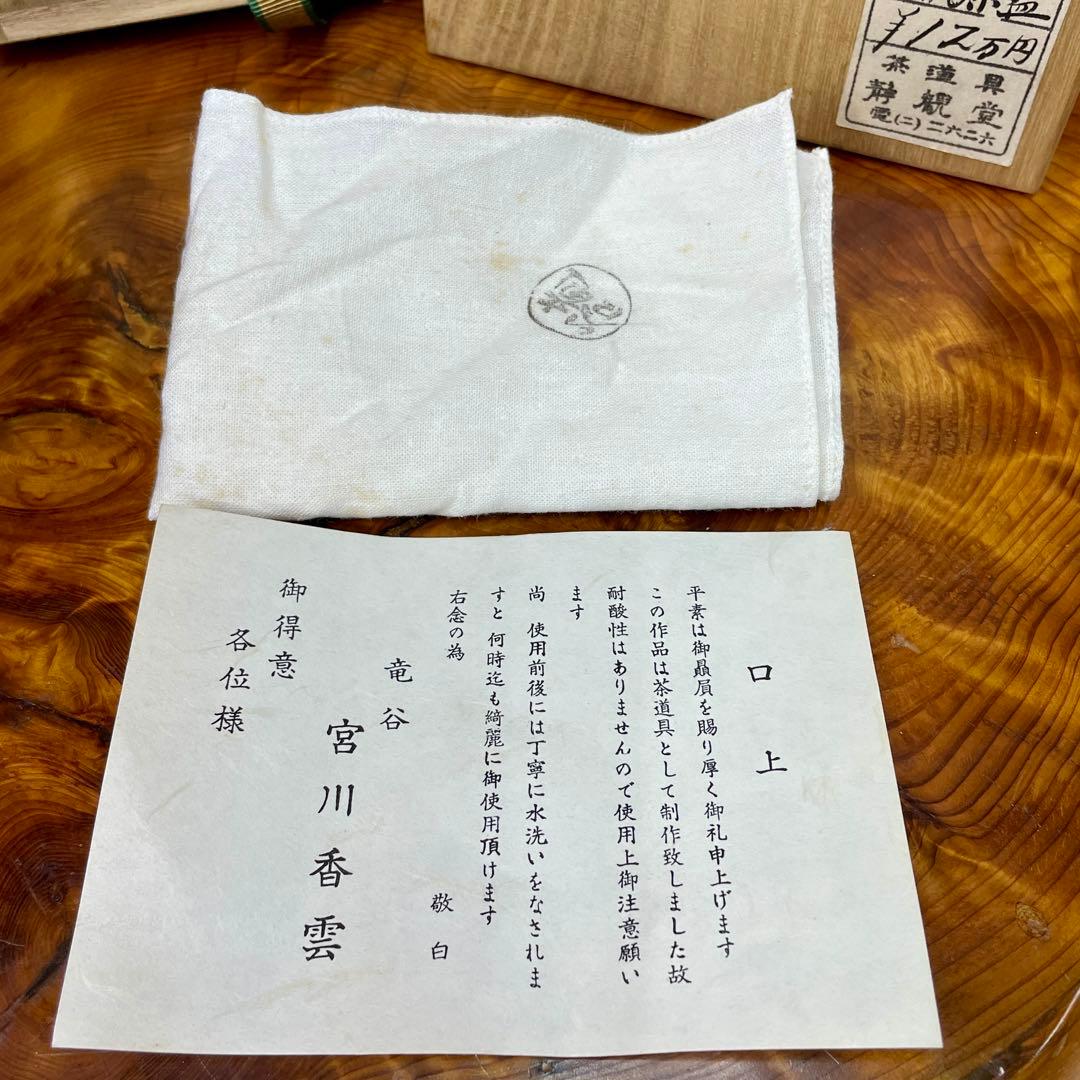 ¥12万円
茶道具
静観堂
電(二)二六二六
口上
平素は御贔屓を賜り厚く御礼申上げます
この作品は茶道具として制作致しました故
耐酸性はありませんので使用上御注意願い
ます
尚 使用前後には丁寧に水洗いをなされま
すと 何時迄も綺麗に御使用頂けます
右念の為
敬白
竜谷
宮川香雲
御得意
各位様